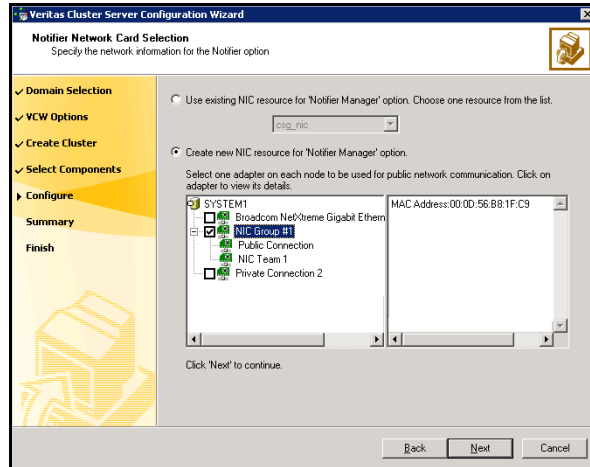 Veritas Cluster Server Configuration Wizard
Notifier Network Card Selection
Specify the network information for the Notifier option
Domain Selection
VCW Options
Create Cluster
Select Components
Configure
Summary
Finish
Use existing NIC resource for 'Notifier Manager' option. Choose one resource from the list.
csg_nic
Create new NIC resource for 'Notifier Manager' option.
Select one adapter on each node to be used for public network communication. Click on
adapter to view its details.
SYSTEM1
Broadcom NetXtreme Gigabit Ethern
NIC Group #1
Public Connection
NIC Team 1
Private Connection 2
MAC Address:00:0D:56:B8:1F:C9
Click 'Next' to continue.
Back
Next
Cancel